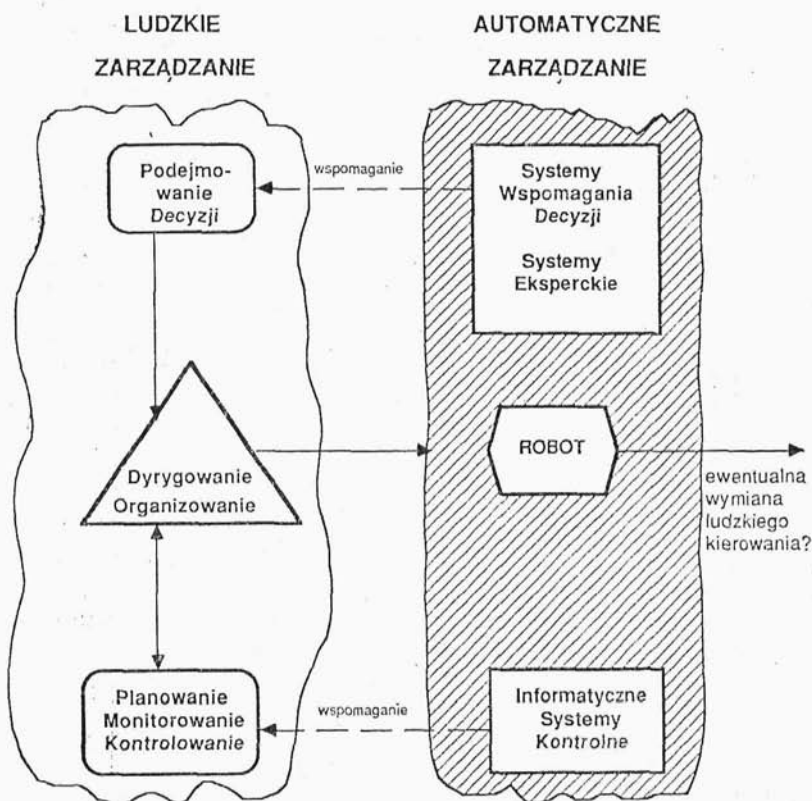 LUDZKIE
ZARZĄDZANIE
AUTOMATYCZNE
ZARZĄDZANIE
Podejmo-
wanie
Decyzji
wspomaganie
Systemy
Wspomagania
Decyzji
Systemy
Eksperckie
Dyrygowanie
Organizowanie
ROBOT
ewentualna
wymiana
ludzkiego
kierowania?
Planowanie
Monitorowanie
Kontrolowanie
wspomaganie
Informatyczne
Systemy
Kontrolne